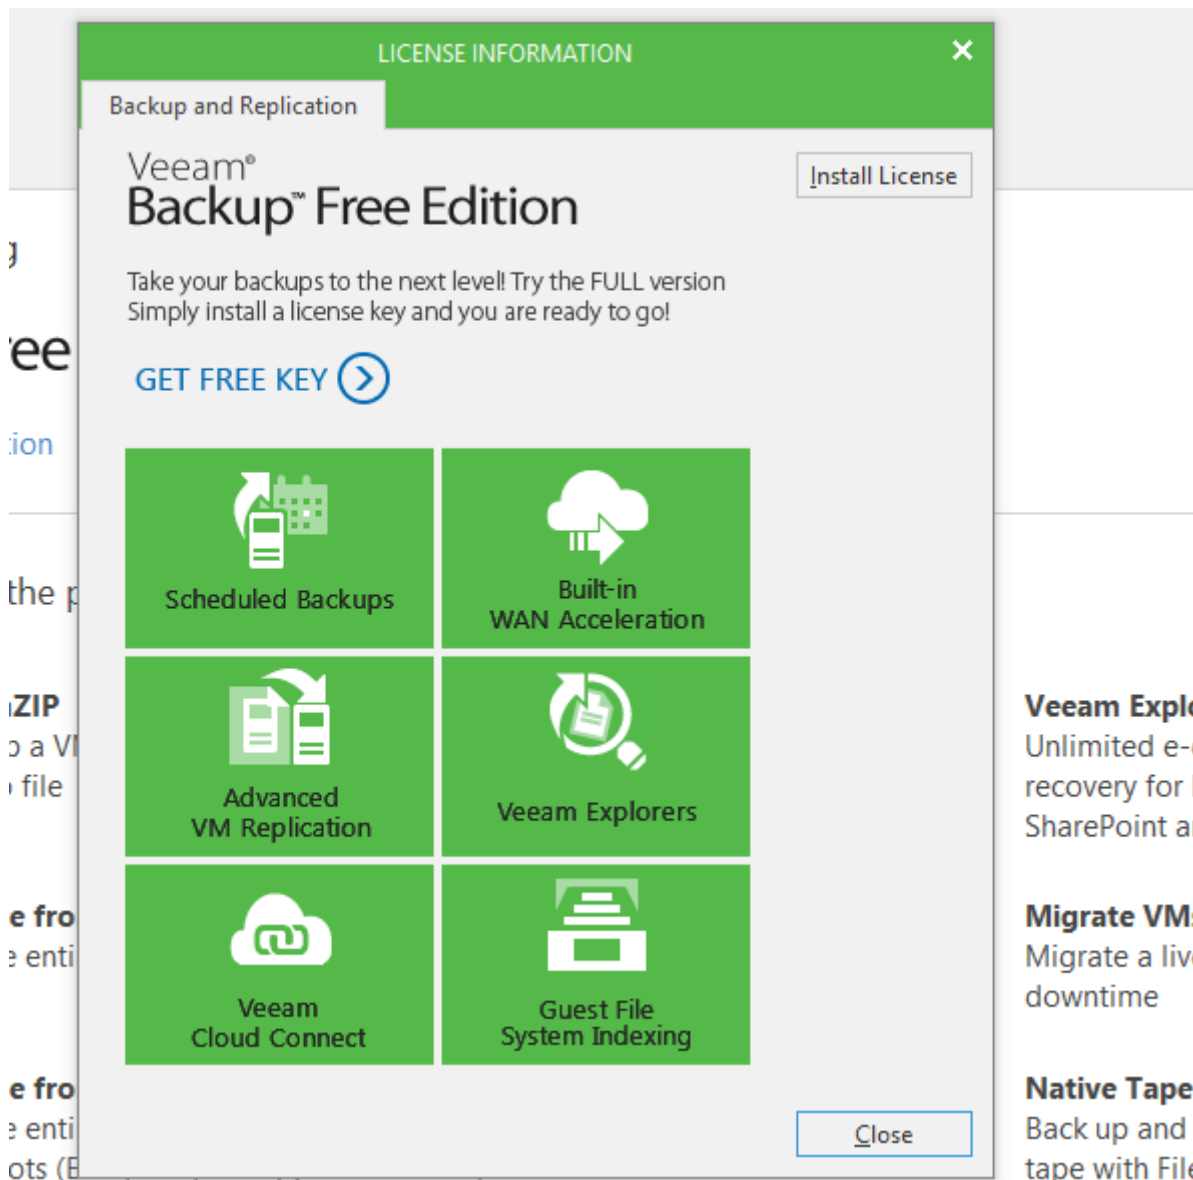 LICENSE INFORMATION
Backup and Replication
Veeam®
Backup™ Free Edition
Install License
Take your backups to the next level! Try the FULL version
Simply install a license key and you are ready to go!
GET FREE KEY
Scheduled Backups
Built-in
WAN Acceleration
Advanced
VM Replication
Veeam Explorers
Veeam
Cloud Connect
Guest File
System Indexing
Close
ee
tion
the p
ZIP
a V
file
e fro
enti
e fro
enti
ots (E
Veeam Explo
Unlimited e-
recovery for
SharePoint a
Migrate VMs
Migrate a liv
downtime
Native Tape
Back up and
tape with File